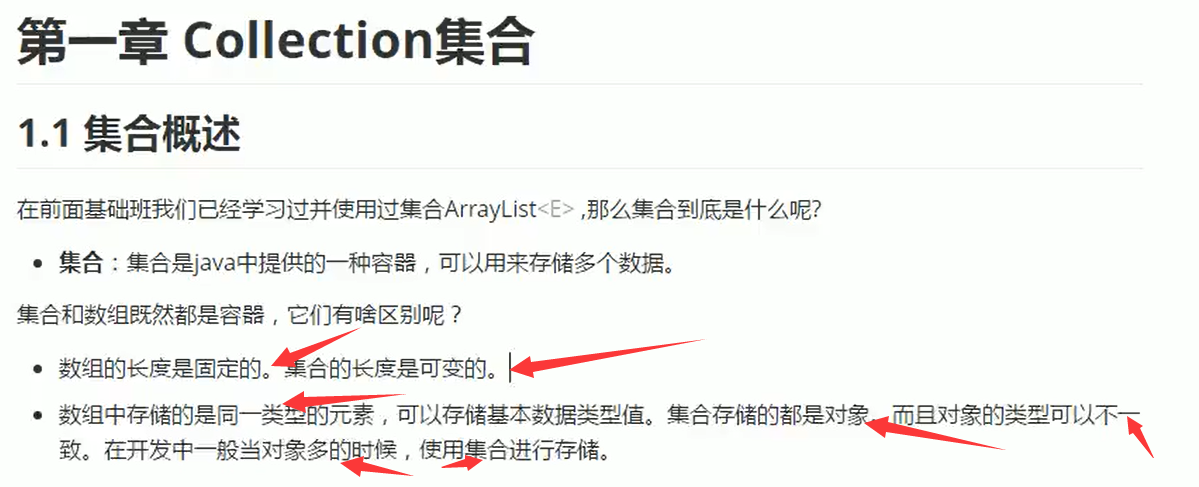 第一章 Collection集合
1.1 集合概述
在前面基础班我们已经学习过并使用过集合ArrayList<E> ,那么集合到底是什么呢?
集合：集合是java中提供的一种容器，可以用来存储多个数据。
集合和数组既然都是容器，它们有啥区别呢？
数组的长度是固定的。集合的长度是可变的。
数组中存储的是同一类型的元素，可以存储基本数据类型值。集合存储的都是对象。而且对象的类型可以不一
致。在开发中一般当对象多的时候，使用集合进行存储。